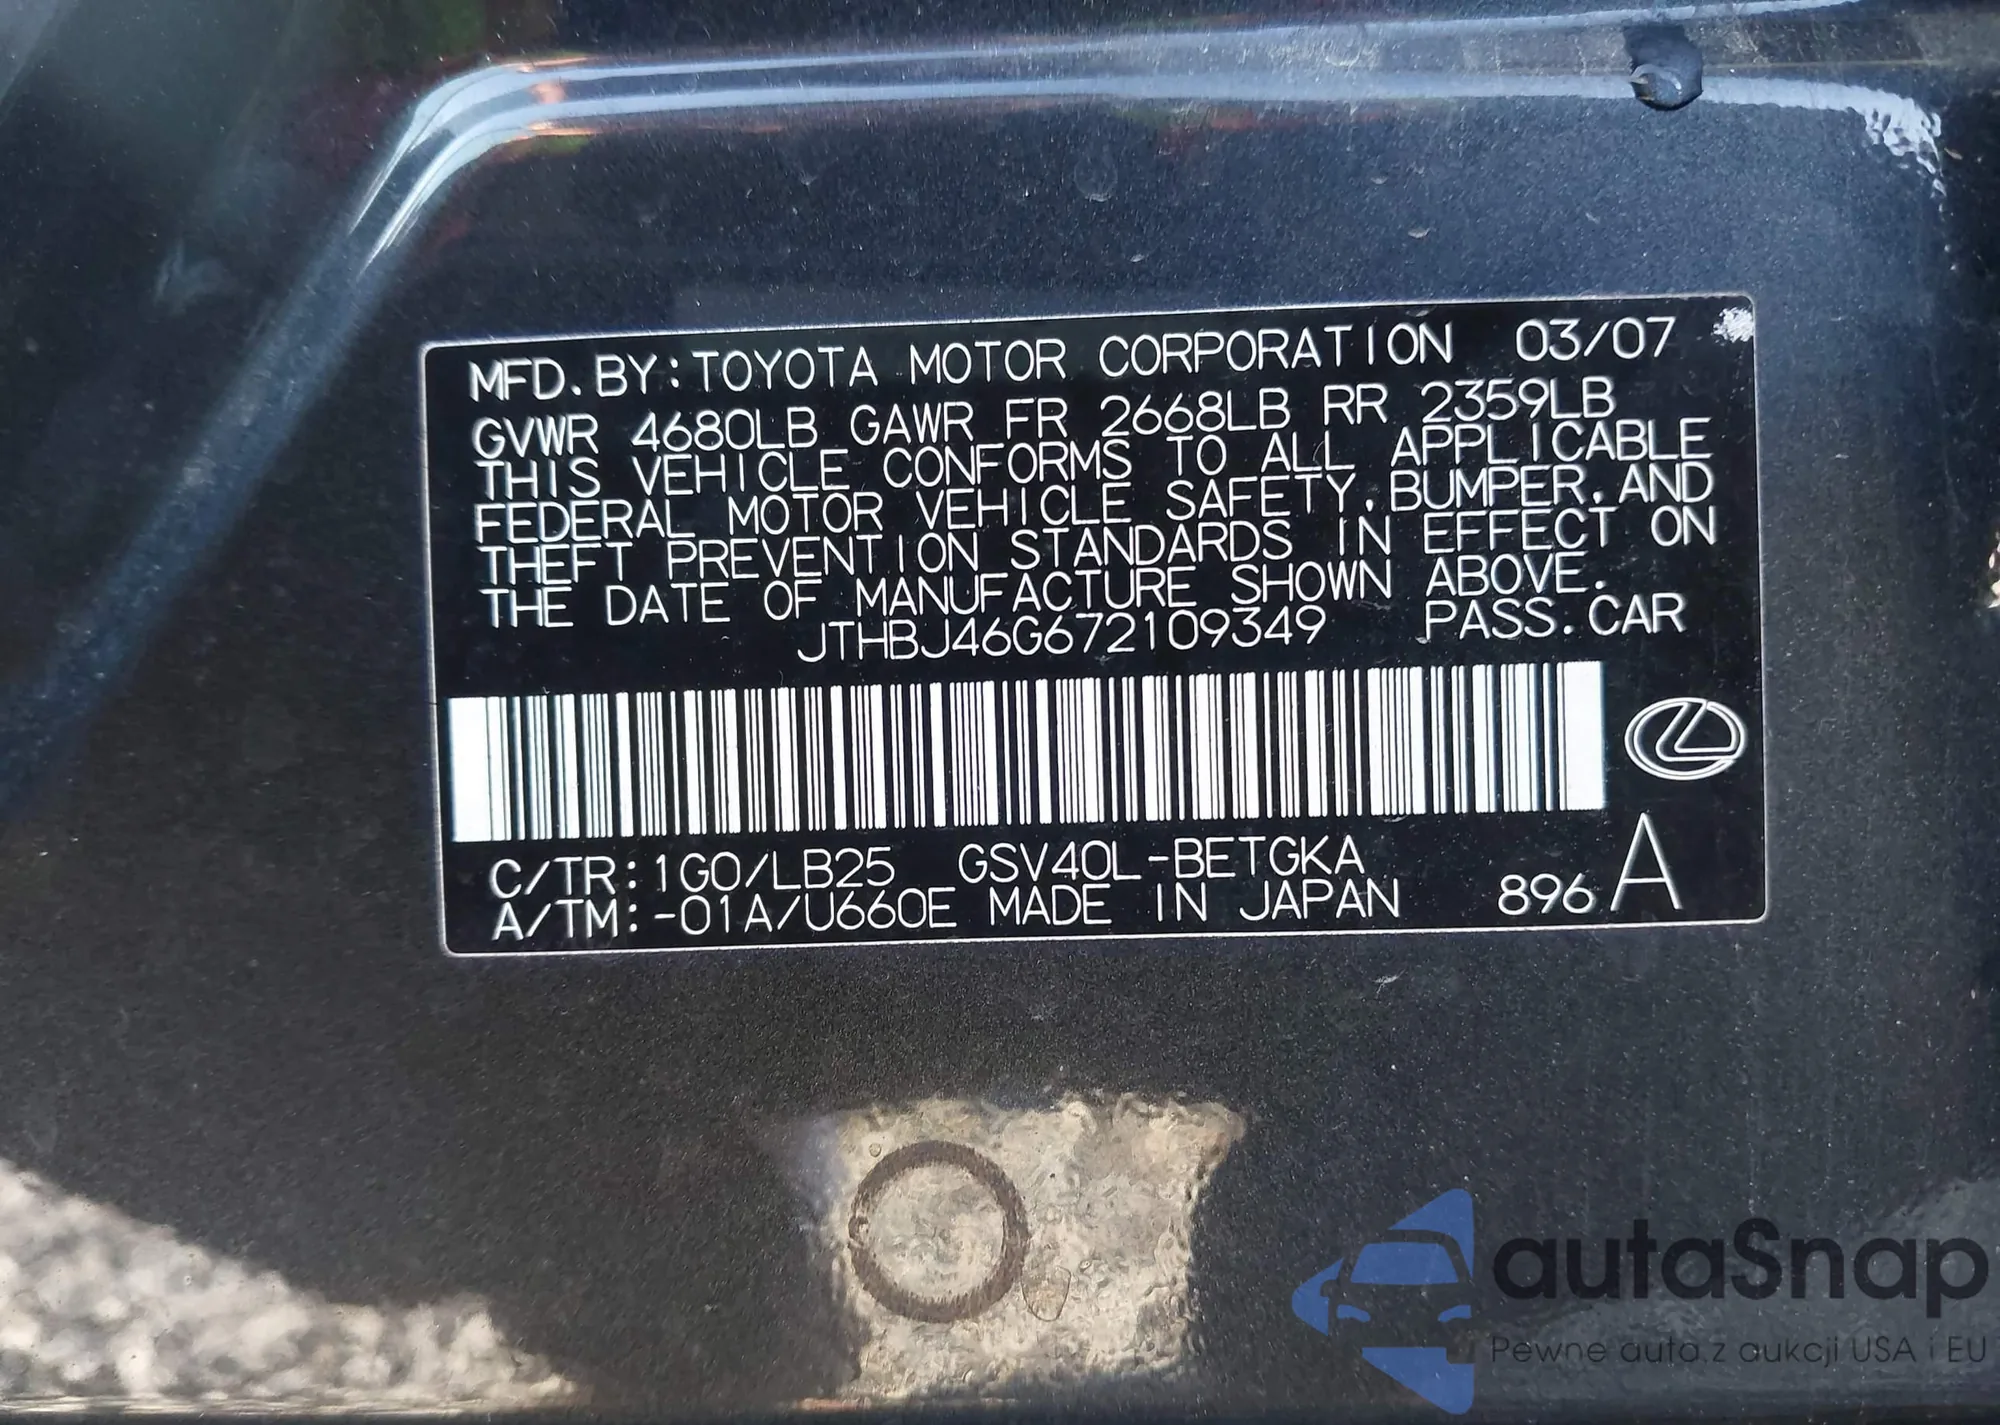 MFD. BY: TOYOTA MOTOR CORPORATION 03/07
GVWR 4680LB GAWR FR 2668LB RR 2359LB
THIS VEHICLE CONFORMS TO ALL APPLICABLE
FEDERAL MOTOR VEHICLE SAFETY, BUMPER, AND
THEFT PREVENTION STANDARDS IN EFFECT ON
THE DATE OF MANUFACTURE SHOWN ABOVE.
JTHBJ46G672109349 PASS. CAR
C/TR: 1G0/LB25 GSV40L-BETGKA
A/TM: -01A/U660E MADE IN JAPAN 896 A
autaSnap
Pewne auta z aukcji USA i EU